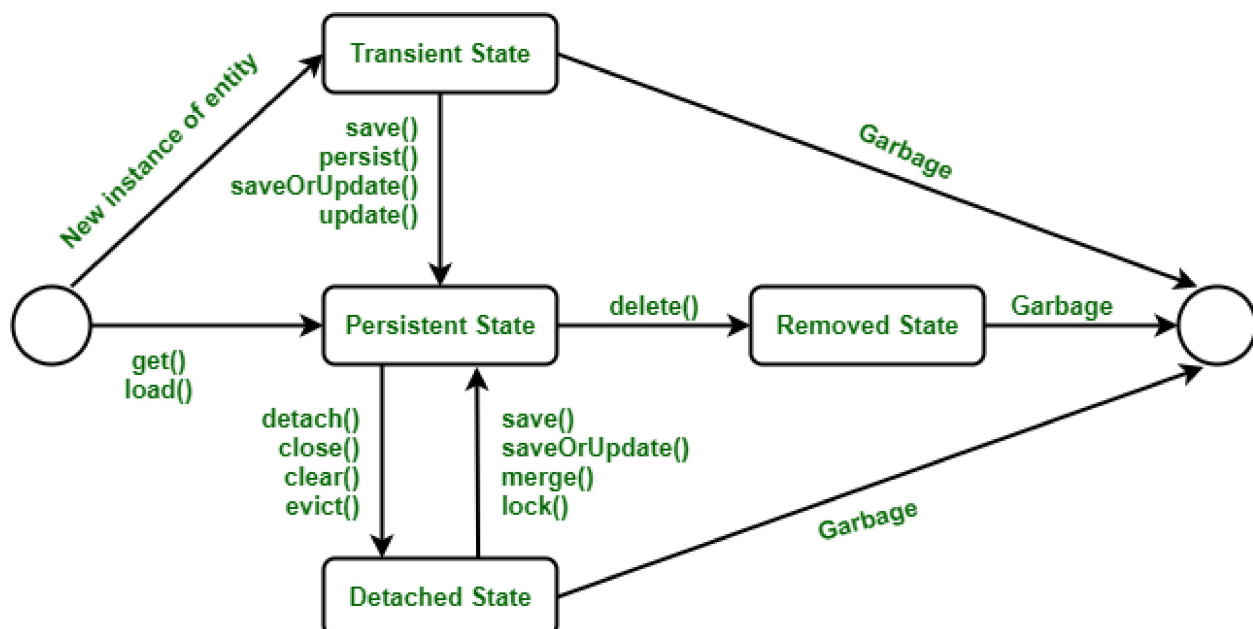 Transient State
New instance of entity
save()
persist()
saveOrUpdate()
update()
Garbage
Persistent State
delete()
Removed State
Garbage
get()
load()
detach()
close()
clear()
evict()
save()
saveOrUpdate()
merge()
lock()
Garbage
Detached State